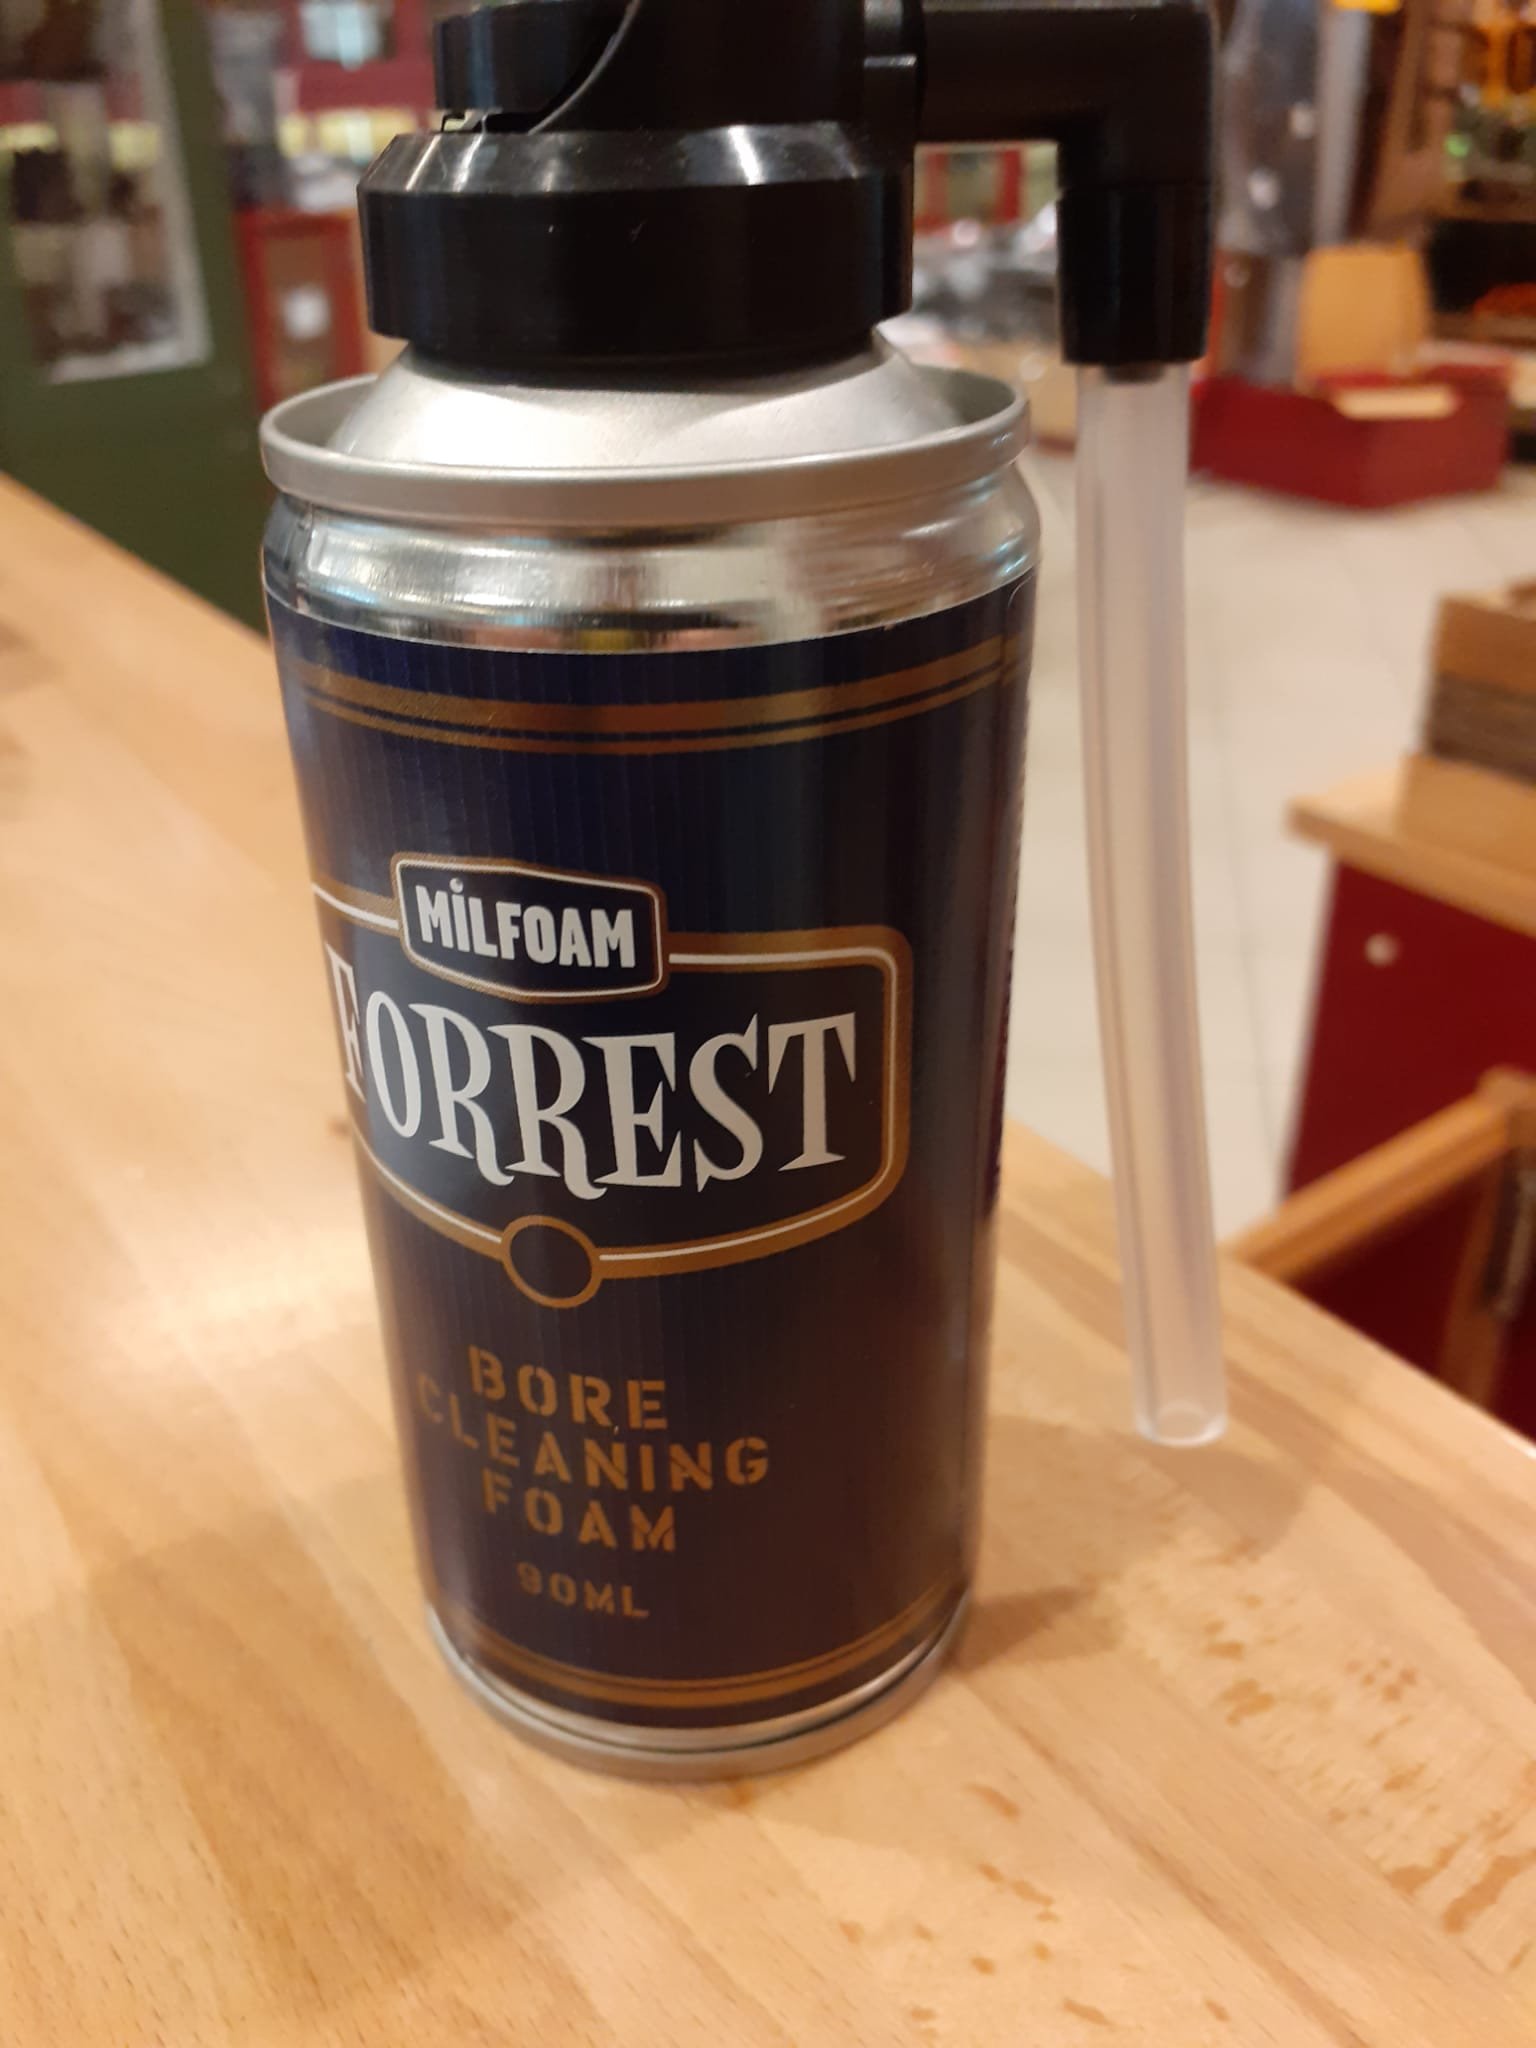 MiLFOAM
FORREST
BORE
CLEANING
FOAM
90ML